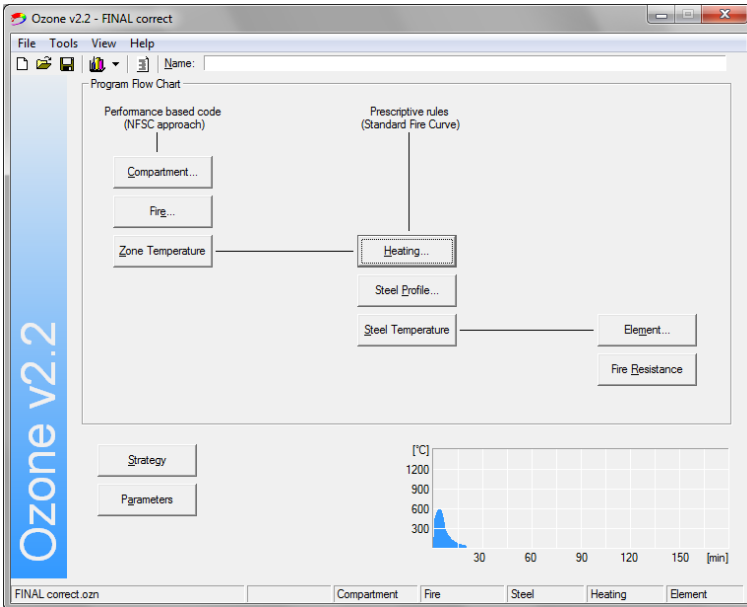 Ozone v2.2 - FINAL correct
File Tools View Help
Name:
Program Flow Chart
Performance based code
(NFSC approach)
Prescriptive rules
(Standard Fire Curve)
Compartment...
Fire...
Zone Temperature
Heating...
Steel Profile...
Steel Temperature
Element...
Fire Resistance
Ozone v2.2
Strategy
Parameters
[°C]
1200
900
600
300
30 60 90 120 150 [min]
FINAL correct.ozn Compartment Fire Steel Heating Element